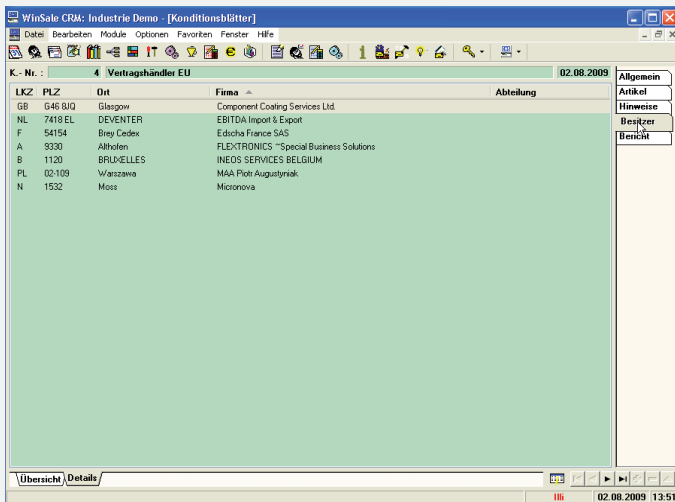 WinSale CRM: Industrie Demo - [Konditionsblätter]
Datei Bearbeiten Module Optionen Favoriten Fenster Hilfe
K.- Nr. : 4 Vertragshändler EU 02.08.2009
LKZ PLZ Ort Firma Abteilung
GB G46 8JQ Glasgow Component Coating Services Ltd.
NL 7418 EL DEVENTER EBITDA Import & Export
F 54154 Brey Cedex Edscha France SAS
A 9330 Althofen FLEXTRONICS ~Special Business Solutions
B 1120 BRUXELLES INEOS SERVICES BELGIUM
PL 02-109 Warszawa MAA Piotr Augustyniak
N 1532 Moss Micronova
Allgemein
Artikel
Hinweise
Besitzer
Bericht
Übersicht Details
Illi 02.08.2009 13:51